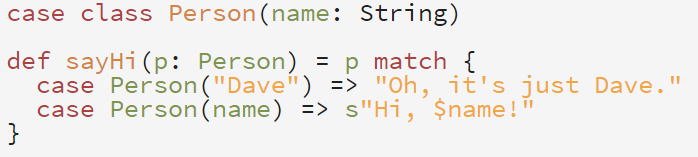 case class Person(name: String)
def sayHi(p: Person) = p match {
  case Person("Dave") => "Oh, it's just Dave."
  case Person(name) => s"Hi, $name!"
}